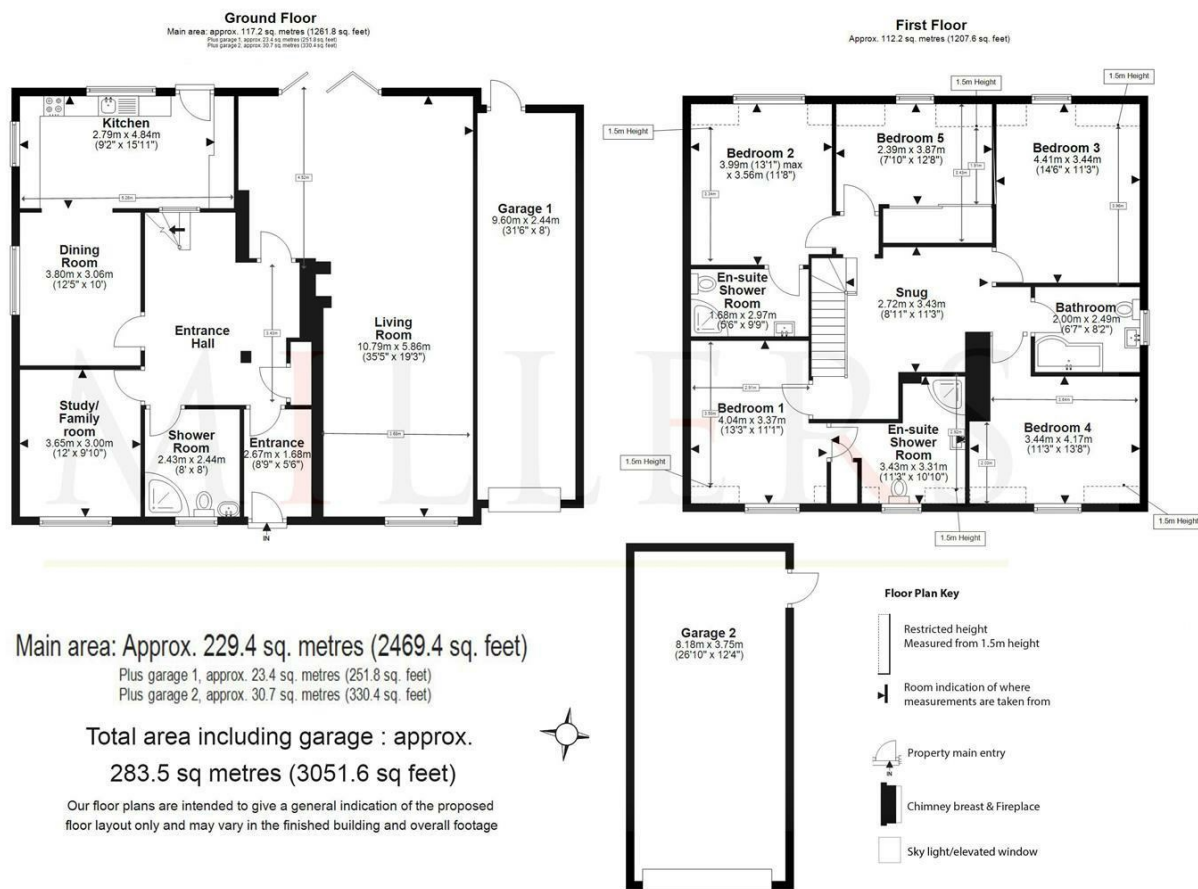 Ground Floor
Main area: approx. 117.2 sq. metres (1261.8 sq. feet)
Plus garage 1, approx. 23.4 sq. metres (251.8 sq. feet)
Plus garage 2, approx. 30.7 sq. metres (330.4 sq. feet)
Kitchen
2.79m x 4.84m
(9'2" x 15'11")
Dining
Room
3.80m x 3.06m
(12'5" x 10')
Entrance
Hall
Living
Room
10.79m x 5.86m
(35'5" x 19'3")
Garage 1
9.60m x 2.44m
(31'6" x 8')
Study/
Family
room
3.65m x 3.00m
(12' x 9'10")
Shower
Room
2.43m x 2.44m
(8' x 8')
Entrance
2.67m x 1.68m
(8'9" x 5'6")
IN
First Floor
Approx. 112.2 sq. metres (1207.6 sq. feet)
1.5m Height
1.5m Height
1.5m Height
Bedroom 2
3.99m (13'1") max
x 3.56m (11'8")
Bedroom 5
2.39m x 3.87m
(7'10" x 12'8")
Bedroom 3
4.41m x 3.44m
(14'6" x 11'3")
En-suite
Shower
Room
1.68m x 2.97m
(5'6" x 9'9")
Snug
2.72m x 3.43m
(8'11" x 11'3")
Bathroom
2.00m x 2.49m
(6'7" x 8'2")
Bedroom 1
4.04m x 3.37m
(13'3" x 11'1")
En-suite
Shower
Room
3.43m x 3.31m
(11'3" x 10'10")
Bedroom 4
3.44m x 4.17m
(11'3" x 13'8")
1.5m Height
1.5m Height
1.5m Height
MILLERS
Garage 2
8.18m x 3.75m
(26'10" x 12'4")
Main area: Approx. 229.4 sq. metres (2469.4 sq. feet)
Plus garage 1, approx. 23.4 sq. metres (251.8 sq. feet)
Plus garage 2, approx. 30.7 sq. metres (330.4 sq. feet)
Total area including garage : approx.
283.5 sq metres (3051.6 sq feet)
Our floor plans are intended to give a general indication of the proposed
floor layout only and may vary in the finished building and overall footage
Floor Plan Key
Restricted height
Measured from 1.5m height
Room indication of where
measurements are taken from
Property main entry
IN
Chimney breast & Fireplace
Sky light/elevated window